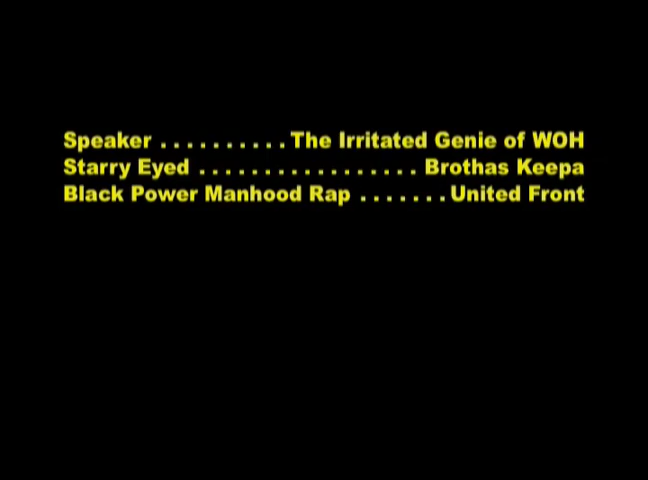 Speaker . . . . . . . . . . The Irritated Genie of WOH
Starry Eyed . . . . . . . . . . . . . . . . . Brothas Keepa
Black Power Manhood Rap . . . . . . . United Front